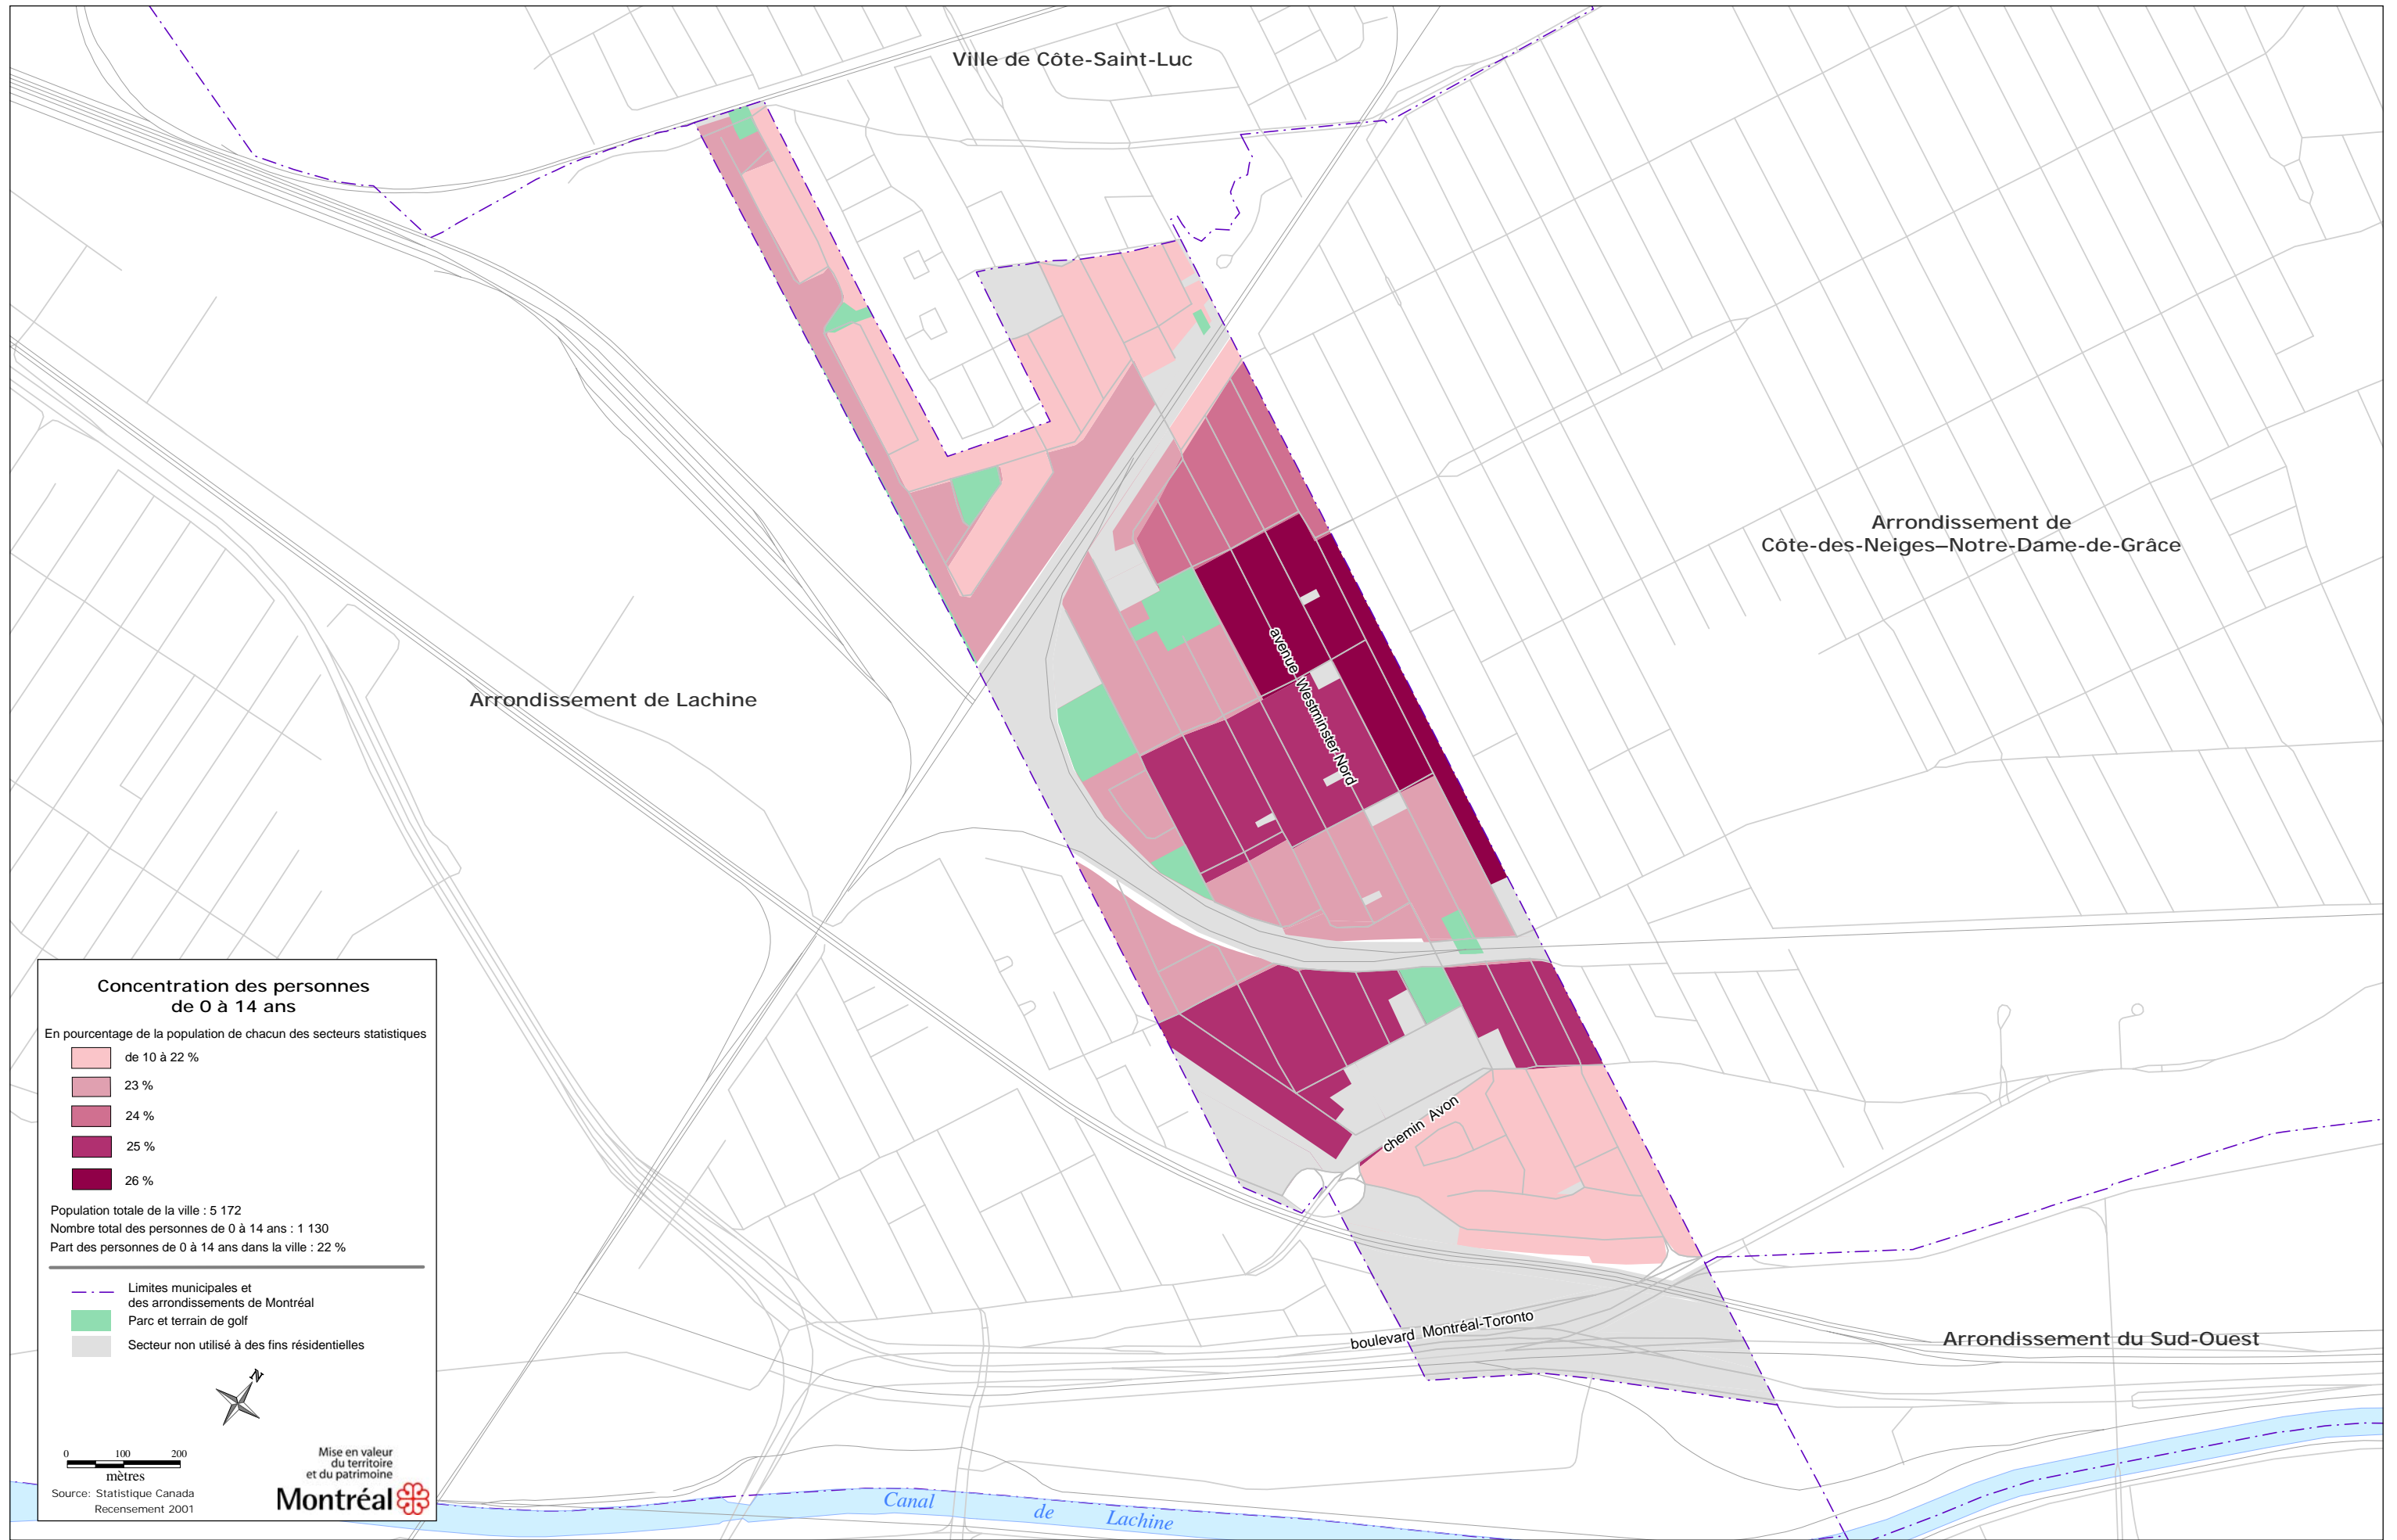 Ville de Côte-Saint-Luc
Arrondissement de
Côte-des-Neiges–Notre-Dame-de-Grâce
Arrondissement de Lachine
avenue Westminster Nord
chemin Avon
boulevard Montréal-Toronto
Arrondissement du Sud-Ouest
Canal de Lachine
Concentration des personnes
de 0 à 14 ans
En pourcentage de la population de chacun des secteurs statistiques
de 10 à 22 %
23 %
24 %
25 %
26 %
Population totale de la ville : 5 172
Nombre total des personnes de 0 à 14 ans : 1 130
Part des personnes de 0 à 14 ans dans la ville : 22 %
Limites municipales et
des arrondissements de Montréal
Parc et terrain de golf
Secteur non utilisé à des fins résidentielles
N
0 100 200
mètres
Source: Statistique Canada
Recensement 2001
Mise en valeur
du territoire
et du patrimoine
Montréal